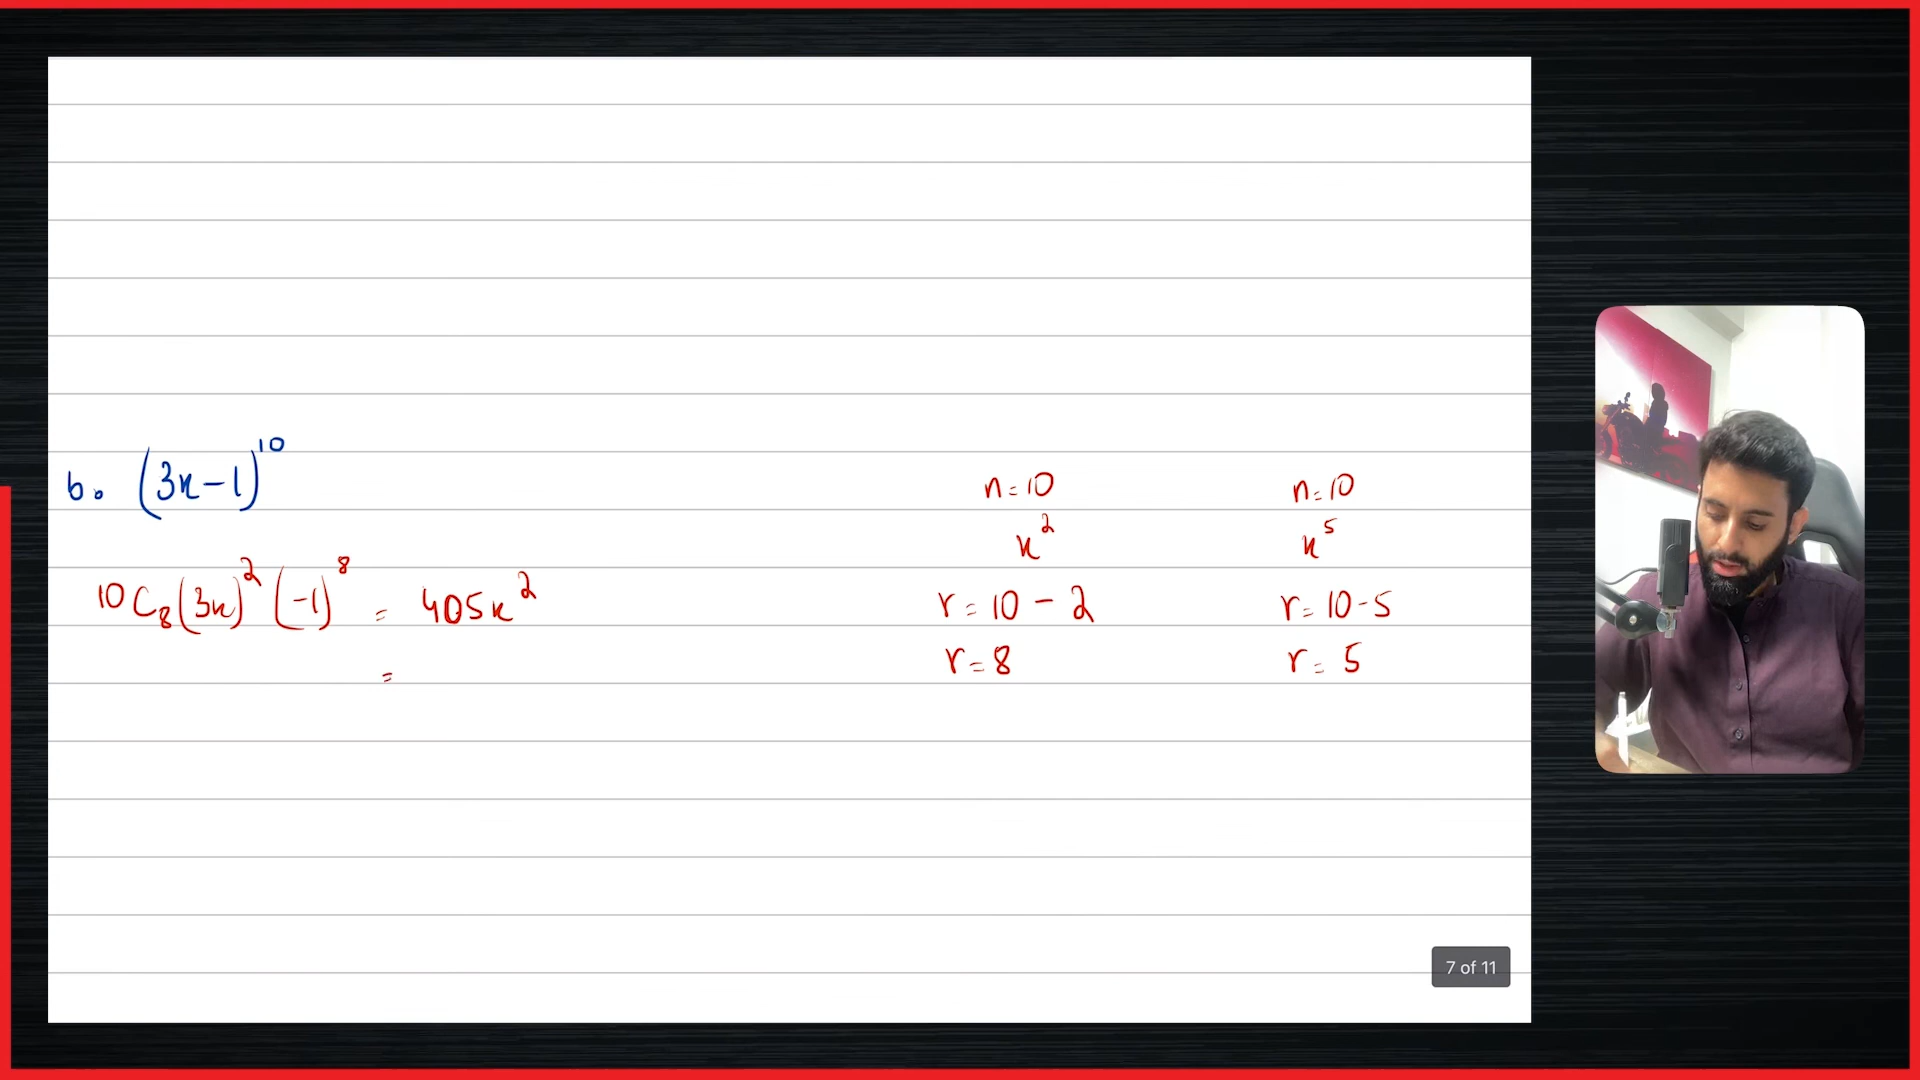 b. (3x-1)^10
10C₈(3x)^2 (-1)^8 = 405x^2
=
n=10
x^2
r= 10 - 2
r= 8
n=10
x^5
r= 10-5
r= 5
7 of 11